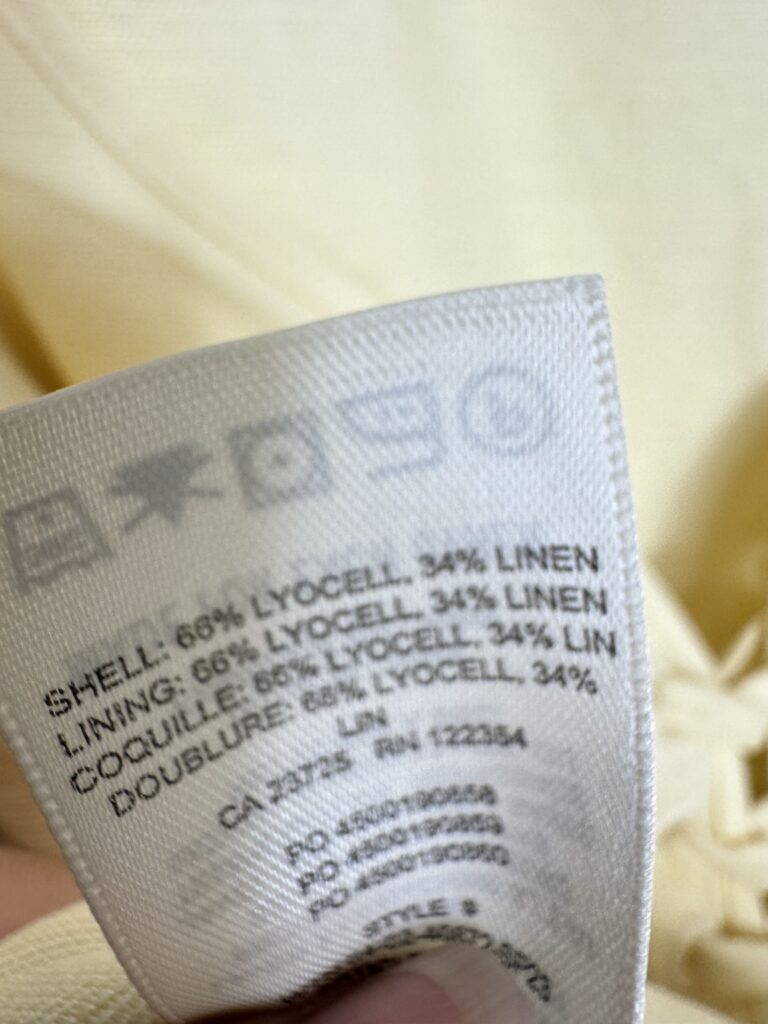 SHELL: 66% LYOCELL, 34% LINEN
LINING: 66% LYOCELL, 34% LINEN
COQUILLE: 66% LYOCELL, 34% LIN
DOUBLURE: 66% LYOCELL, 34%
LIN
CA 23725 RN 122354
PO 4500190858
PO 4500190859
PO 4500190860
STYLE #